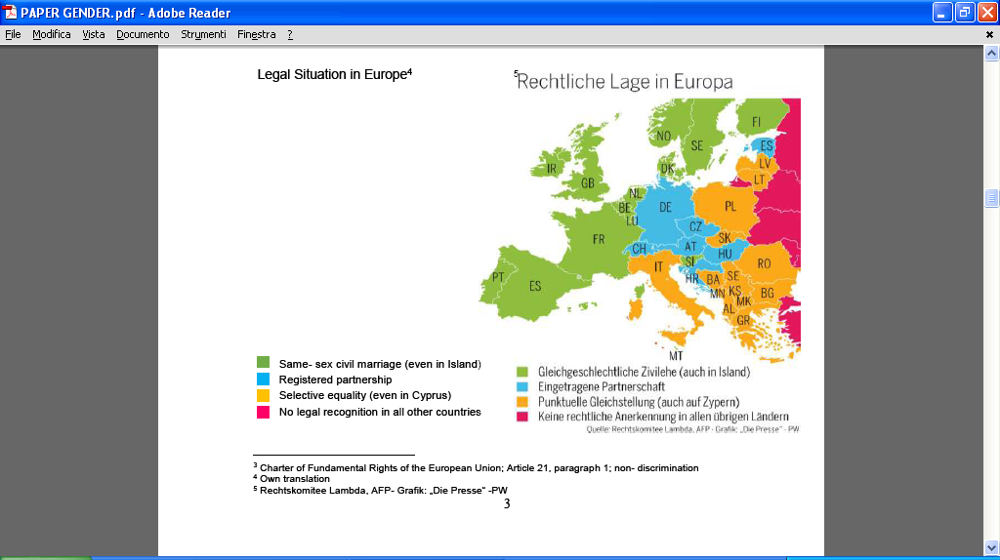 PAPER GENDER.pdf - Adobe Reader
File Modifica Vista Documento Strumenti Finestra ?
Legal Situation in Europe4
5Rechtliche Lage in Europa
FI
NO
SE
ES
IR
DK
LV
GB
LT
NL
BE
DE
PL
LU
CZ
FR
SK
CH
AT
HU
SI
IT
RO
HR
BA
SE
PT
ES
MN
KS
BG
MK
AL
GR
MT
Same- sex civil marriage (even in Island)
Registered partnership
Selective equality (even in Cyprus)
No legal recognition in all other countries
Gleichgeschlechtliche Zivilehe (auch in Island)
Eingetragene Partnerschaft
Punktuelle Gleichstellung (auch auf Zypern)
Keine rechtliche Anerkennung in allen übrigen Ländern
Quelle: Rechtskomitee Lambda, AFP · Grafik: „Die Presse“ · PW
3 Charter of Fundamental Rights of the European Union; Article 21, paragraph 1; non- discrimination
4 Own translation
5 Rechtskomitee Lambda, AFP- Grafik: „Die Presse“ -PW
3